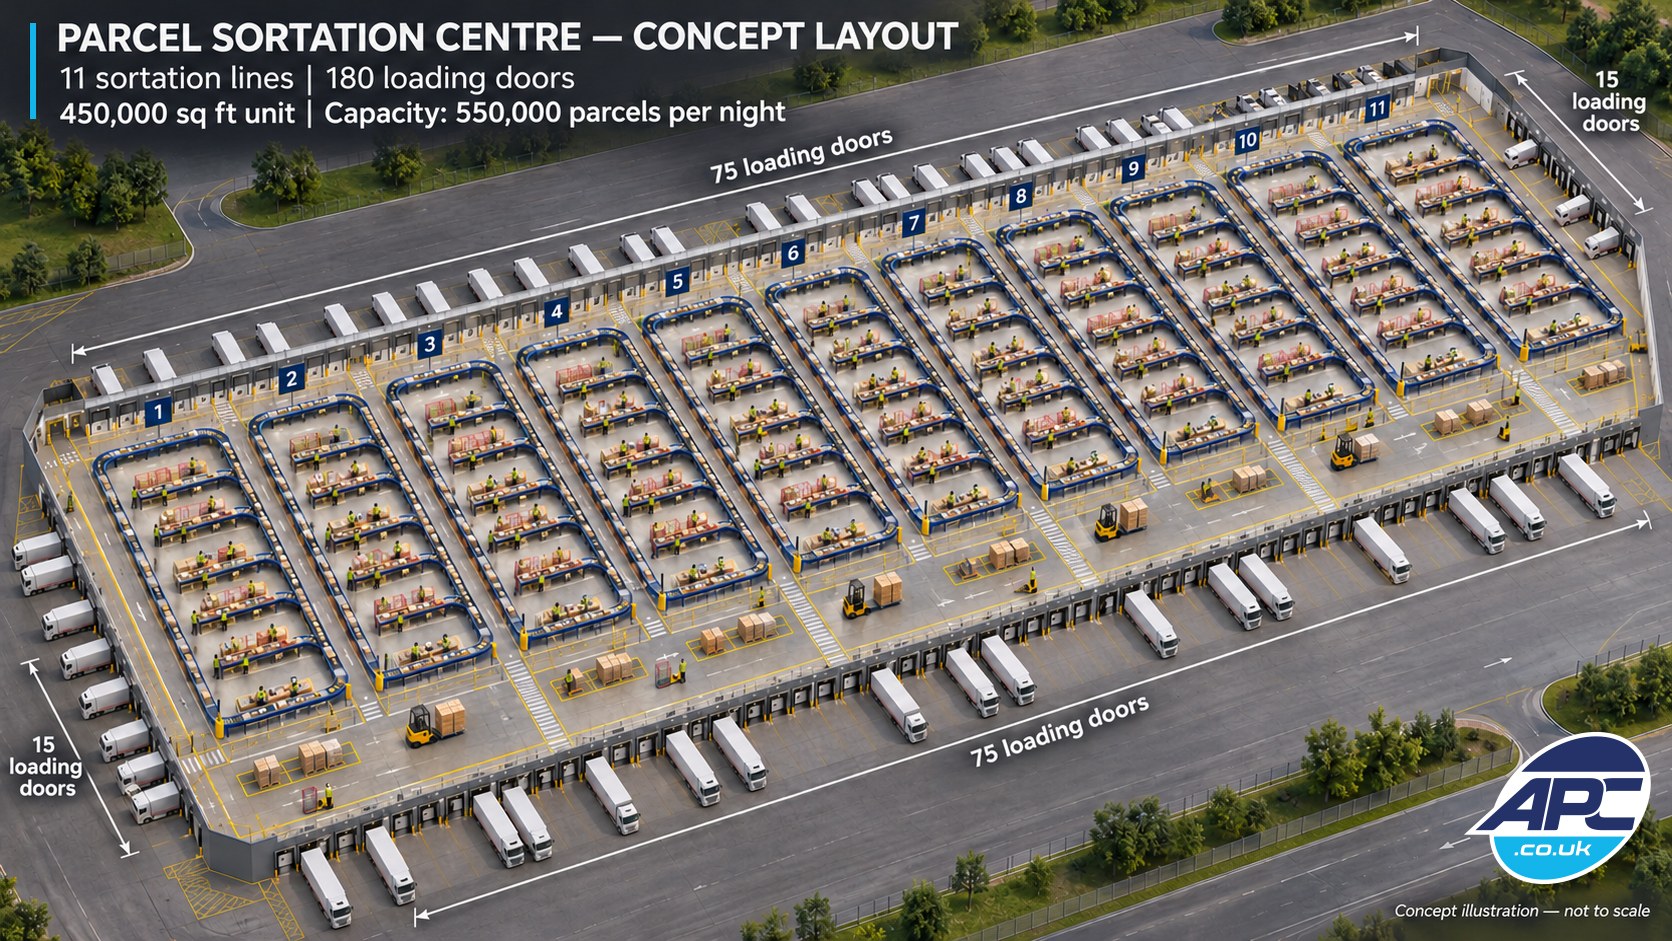 PARCEL SORTATION CENTRE — CONCEPT LAYOUT
11 sortation lines | 180 loading doors
450,000 sq ft unit | Capacity: 550,000 parcels per night
75 loading doors
15
loading
doors
11
10
9
8
7
6
5
4
3
2
1
15
loading
doors
75 loading doors
APC
.co.uk
Concept illustration — not to scale